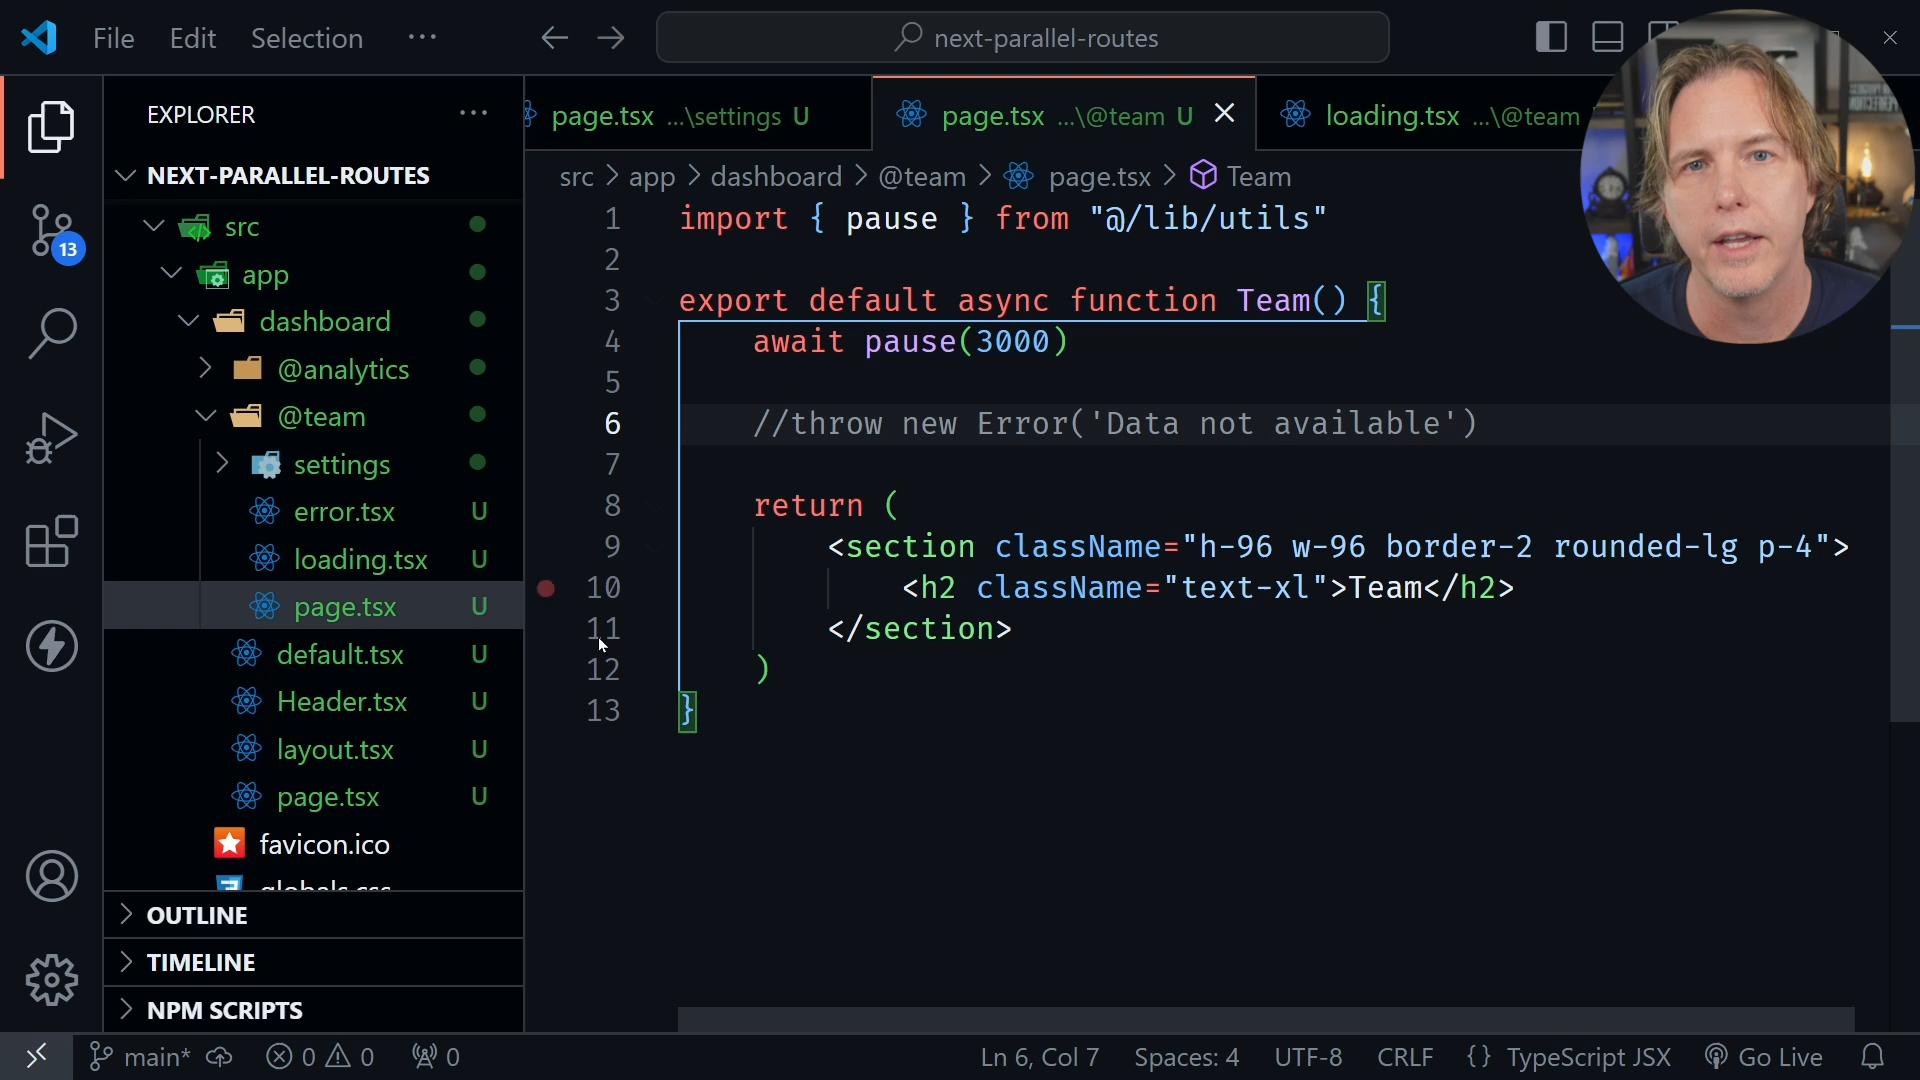 File Edit Selection ···
next-parallel-routes
EXPLORER ···
NEXT-PARALLEL-ROUTES
src
app
dashboard
@analytics
@team
settings
error.tsx U
loading.tsx U
page.tsx U
default.tsx U
Header.tsx U
layout.tsx U
page.tsx U
favicon.ico
globals.css
OUTLINE
TIMELINE
NPM SCRIPTS
13
page.tsx ...\settings U
page.tsx ...\@team U
loading.tsx ...\@team
src > app > dashboard > @team > page.tsx > Team
1 import { pause } from "@/lib/utils"
2
3 export default async function Team() {
4 await pause(3000)
5
6 //throw new Error('Data not available')
7
8 return (
9 <section className="h-96 w-96 border-2 rounded-lg p-4">
10 <h2 className="text-xl">Team</h2>
11 </section>
12 )
13 }
main* 0 0 0
Ln 6, Col 7 Spaces: 4 UTF-8 CRLF {} TypeScript JSX Go Live